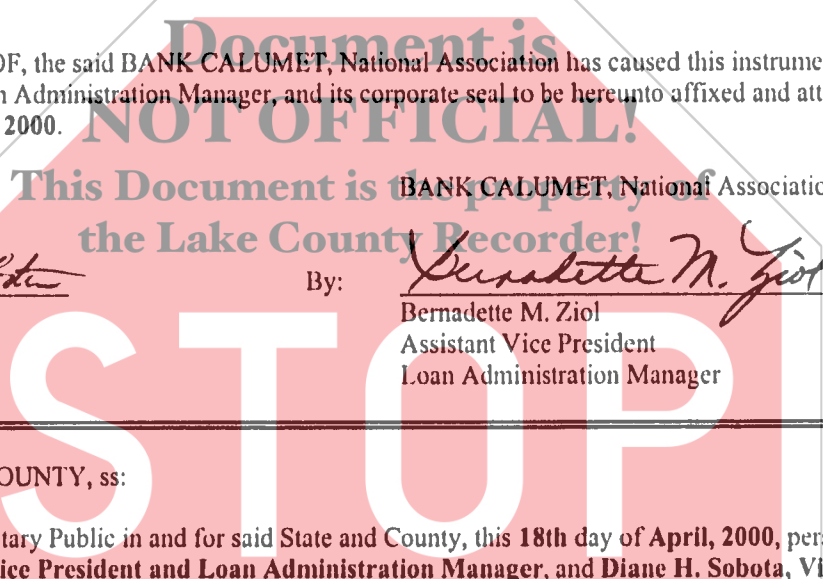 Document is
OF, the said BANK CALUMET, National Association has caused this instrume
n Administration Manager, and its corporate seal to be hereunto affixed and att
2000.
NOT OFFICIAL!
This Document is the property of
BANK CALUMET, National Associatio
the Lake County Recorder!
By: Bernadette M. Ziol
Bernadette M. Ziol
Assistant Vice President
Loan Administration Manager
STOP
OUNTY, ss:
tary Public in and for said State and County, this 18th day of April, 2000, pers
ice President and Loan Administration Manager, and Diane H. Sobota, Vi